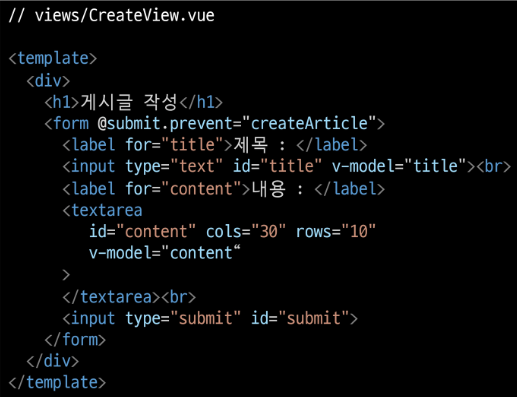 // views/CreateView.vue

<template>
  <div>
    <h1>게시글 작성</h1>
    <form @submit.prevent="createArticle">
      <label for="title">제목 : </label>
      <input type="text" id="title" v-model="title"><br>
      <label for="content">내용 : </label>
      <textarea
         id="content" cols="30" rows="10"
         v-model="content“
      >
      </textarea><br>
      <input type="submit" id="submit">
    </form>
  </div>
</template>